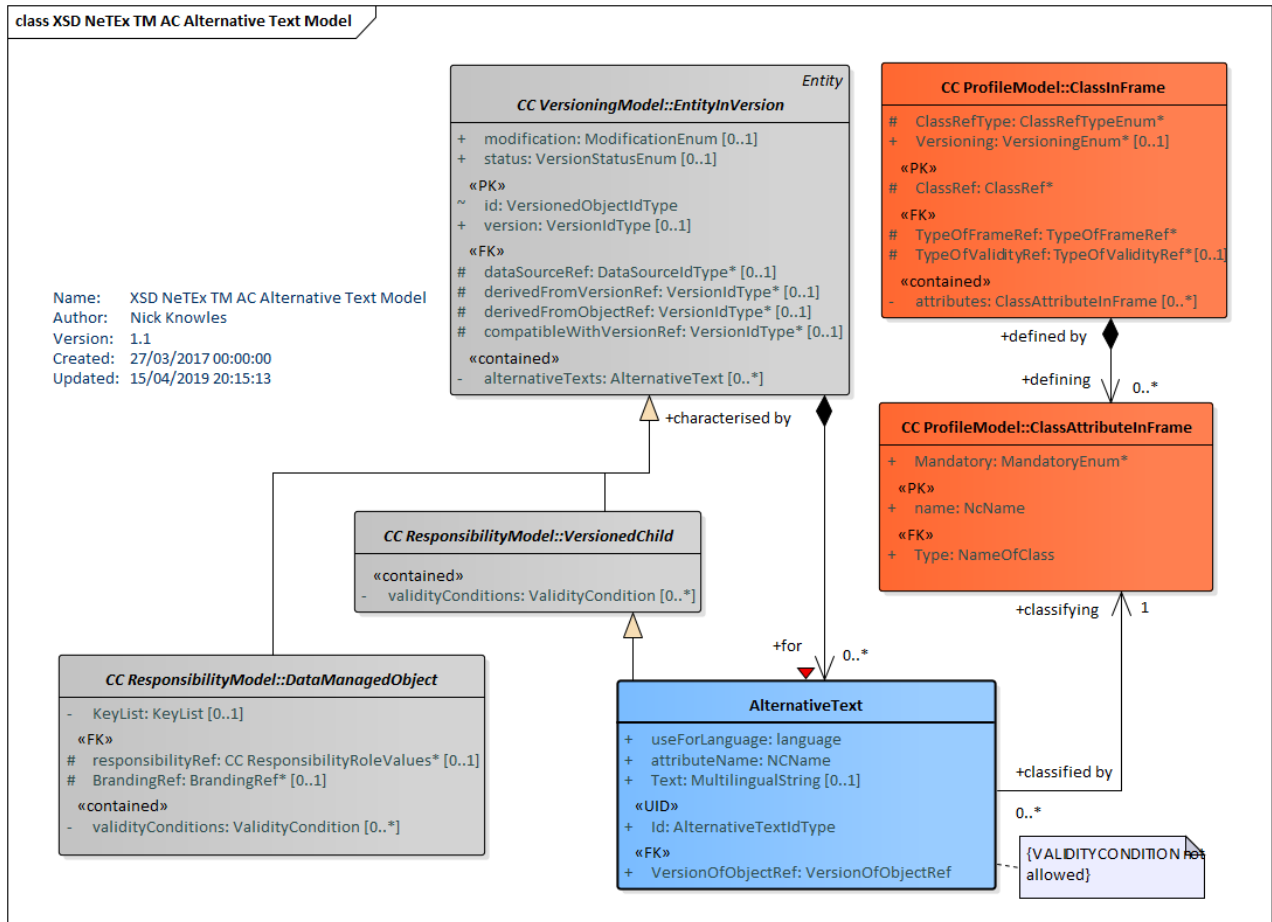 class XSD NeTEx TM AC Alternative Text Model
Entity
CC VersioningModel::EntityInVersion
+ modification: ModificationEnum [0..1]
+ status: VersionStatusEnum [0..1]
«PK»
~ id: VersionedObjectIdType
+ version: VersionIdType [0..1]
«FK»
# dataSourceRef: DataSourceIdType* [0..1]
# derivedFromVersionRef: VersionIdType* [0..1]
# derivedFromObjectRef: VersionIdType* [0..1]
# compatibleWithVersionRef: VersionIdType* [0..1]
«contained»
- alternativeTexts: AlternativeText [0..*]
CC ProfileModel::ClassInFrame
# ClassRefType: ClassRefTypeEnum*
+ Versioning: VersioningEnum* [0..1]
«PK»
# ClassRef: ClassRef*
«FK»
# TypeOfFrameRef: TypeOfFrameRef*
# TypeOfValidityRef: TypeOfValidityRef* [0..1]
«contained»
- attributes: ClassAttributeInFrame [0..*]
Name: XSD NeTEx TM AC Alternative Text Model
Author: Nick Knowles
Version: 1.1
Created: 27/03/2017 00:00:00
Updated: 15/04/2019 20:15:13
+defined by
+defining
0..*
+characterised by
CC ProfileModel::ClassAttributeInFrame
+ Mandatory: MandatoryEnum*
«PK»
+ name: NcName
«FK»
+ Type: NameOfClass
CC ResponsibilityModel::VersionedChild
«contained»
- validityConditions: ValidityCondition [0..*]
+classifying
1
+for
0..*
CC ResponsibilityModel::DataManagedObject
- KeyList: KeyList [0..1]
«FK»
# responsibilityRef: CC ResponsibilityRoleValues* [0..1]
# BrandingRef: BrandingRef* [0..1]
«contained»
- validityConditions: ValidityCondition [0..*]
AlternativeText
+ useForLanguage: language
+ attributeName: NCName
+ Text: MultilingualString [0..1]
«UID»
+ Id: AlternativeTextIdType
«FK»
+ VersionOfObjectRef: VersionOfObjectRef
+classified by
0..*
{VALIDITYCONDITION not
allowed}